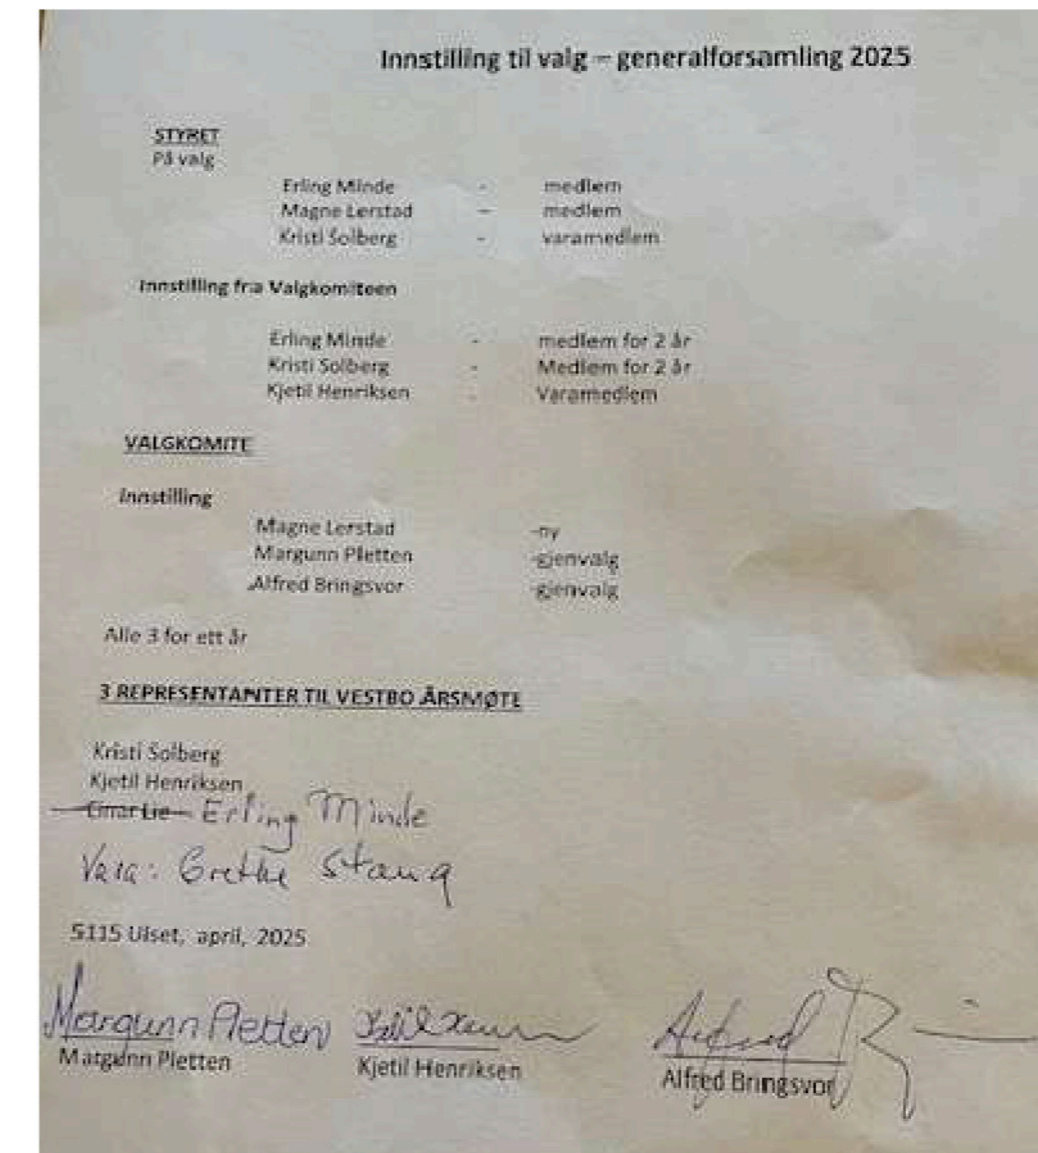 Innstilling til valg – generalforsamling 2025
STYRET
På valg
Erling Minde - medlem
Magne Lerstad – medlem
Kristi Solberg - varamedlem
Innstilling fra Valgkomiteen
Erling Minde - medlem for 2 år
Kristi Solberg - Medlem for 2 år
Kjetil Henriksen - Varamedlem
VALGKOMITE
Innstilling
Magne Lerstad -ny
Margunn Pletten -gjenvalg
Alfred Bringsvor -gjenvalg
Alle 3 for ett år
3 REPRESENTANTER TIL VESTBO ÅRSMØTE
Kristi Solberg
Kjetil Henriksen
Lie Erling Minde
Vara: Grethe Stang
5115 Ulset, april, 2025
Margunn Pletten
Margunn Pletten Kjetil Henriksen Alfred Bringsvor